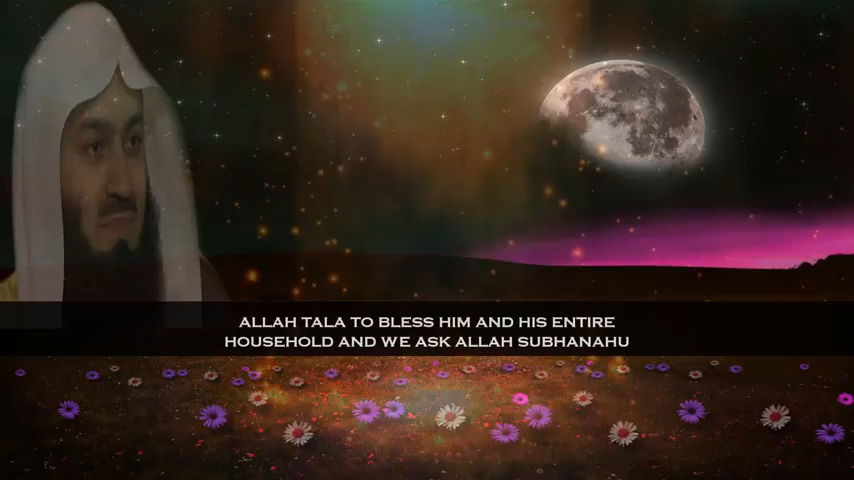 ALLAH TALA TO BLESS HIM AND HIS ENTIRE
HOUSEHOLD AND WE ASK ALLAH SUBHANAHU